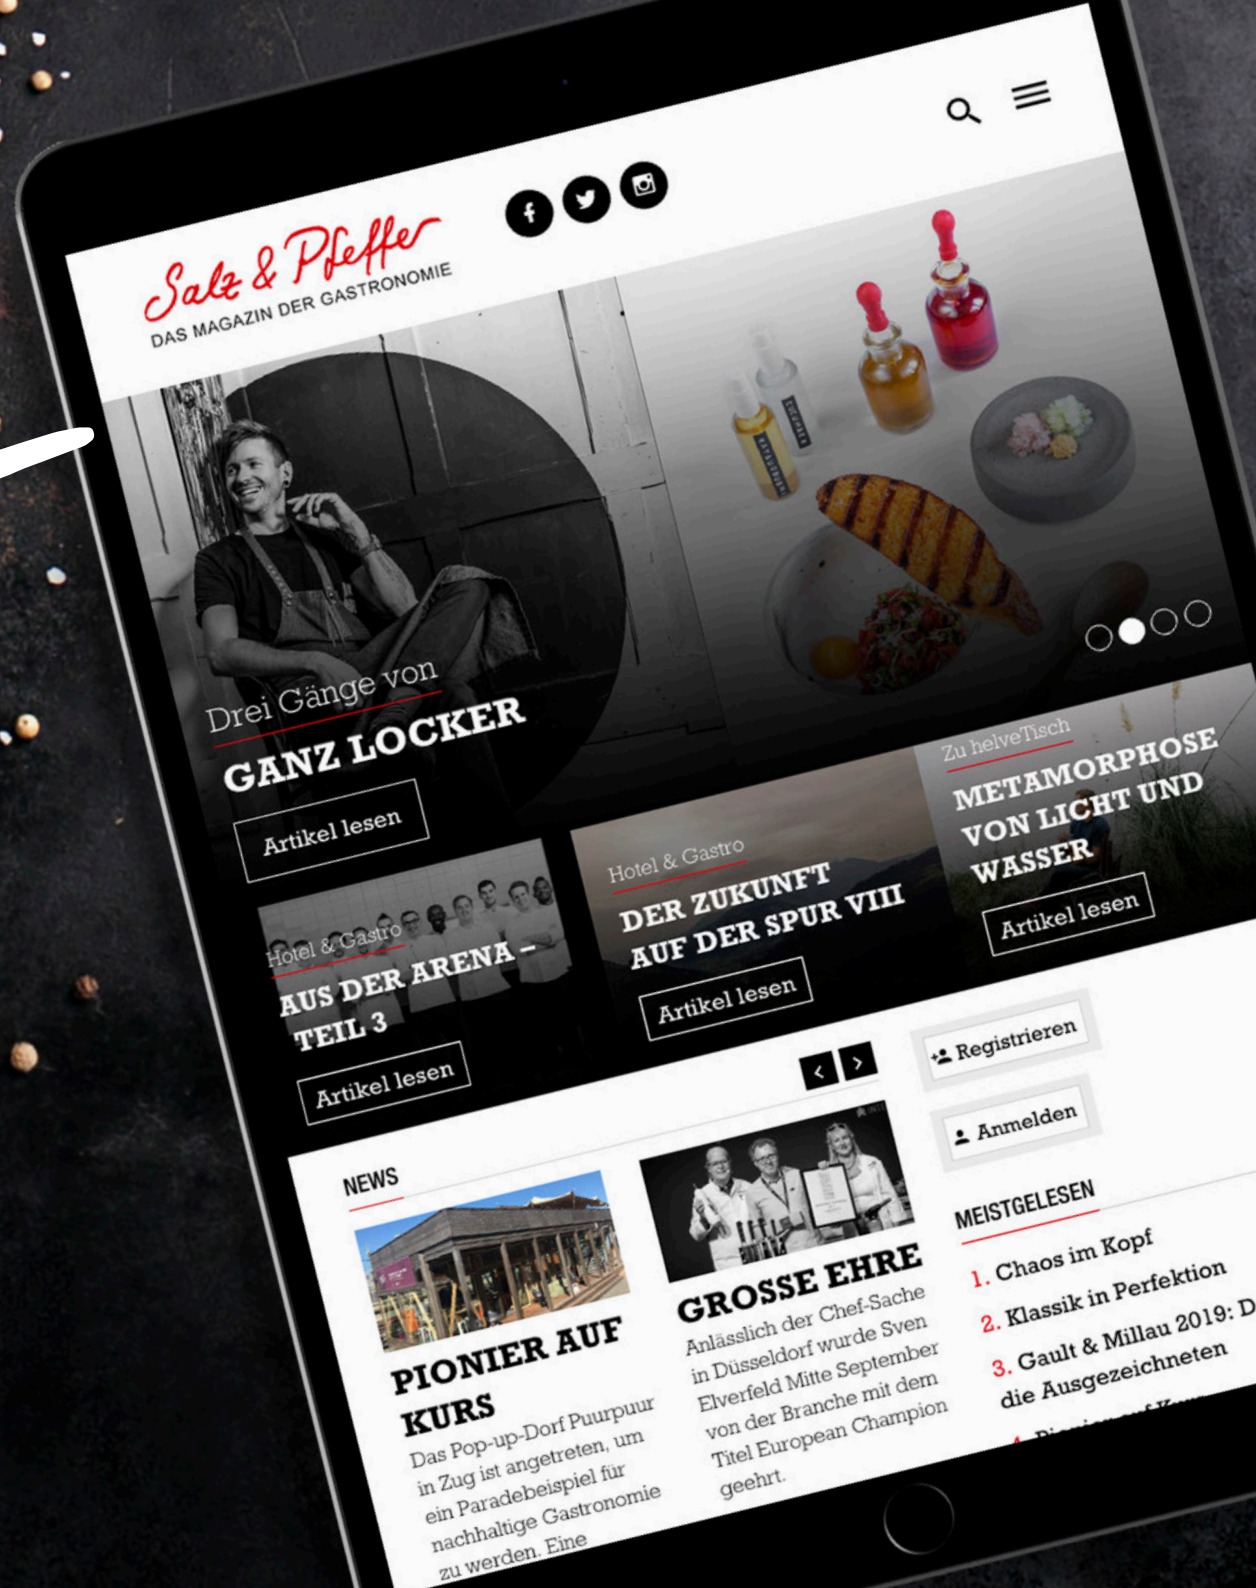 Salz & Pfeffer
DAS MAGAZIN DER GASTRONOMIE
CUCUMBER
Drei Gänge von
GANZ LOCKER
Artikel lesen
Hotel & Gastro
AUS DER ARENA –
TEIL 3
Artikel lesen
Hotel & Gastro
DER ZUKUNFT
AUF DER SPUR VIII
Artikel lesen
Zu helveTisch
METAMORPHOSE
VON LICHT UND
WASSER
Artikel lesen
Registrieren
Anmelden
NEWS
PIONIER AUF
KURS
Das Pop-up-Dorf Puurpuur
in Zug ist angetreten, um
ein Paradebeispiel für
nachhaltige Gastronomie
zu werden. Eine
GROSSE EHRE
Anlässlich der Chef-Sache
in Düsseldorf wurde Sven
Elverfeld Mitte September
von der Branche mit dem
Titel European Champion
geehrt.
MEISTGELESEN
1. Chaos im Kopf
2. Klassik in Perfektion
3. Gault & Millau 2019: D
die Ausgezeichneten
4. Pionier auf Kurs